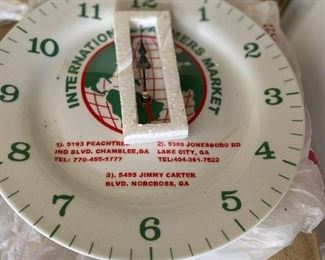 INTERNATIONAL FARMERS MARKET
12
1
2
3
4
5
6
7
8
9
10
11
1). 5193 PEACHTREE
IND BLVD. CHAMBLEE,GA
TEL: 770-455-1777
2). 5380 JONESBORO RD
LAKE CITY, GA
TEL:404-361-7522
3). 5495 JIMMY CARTER
BLVD. NORCROSS, GA